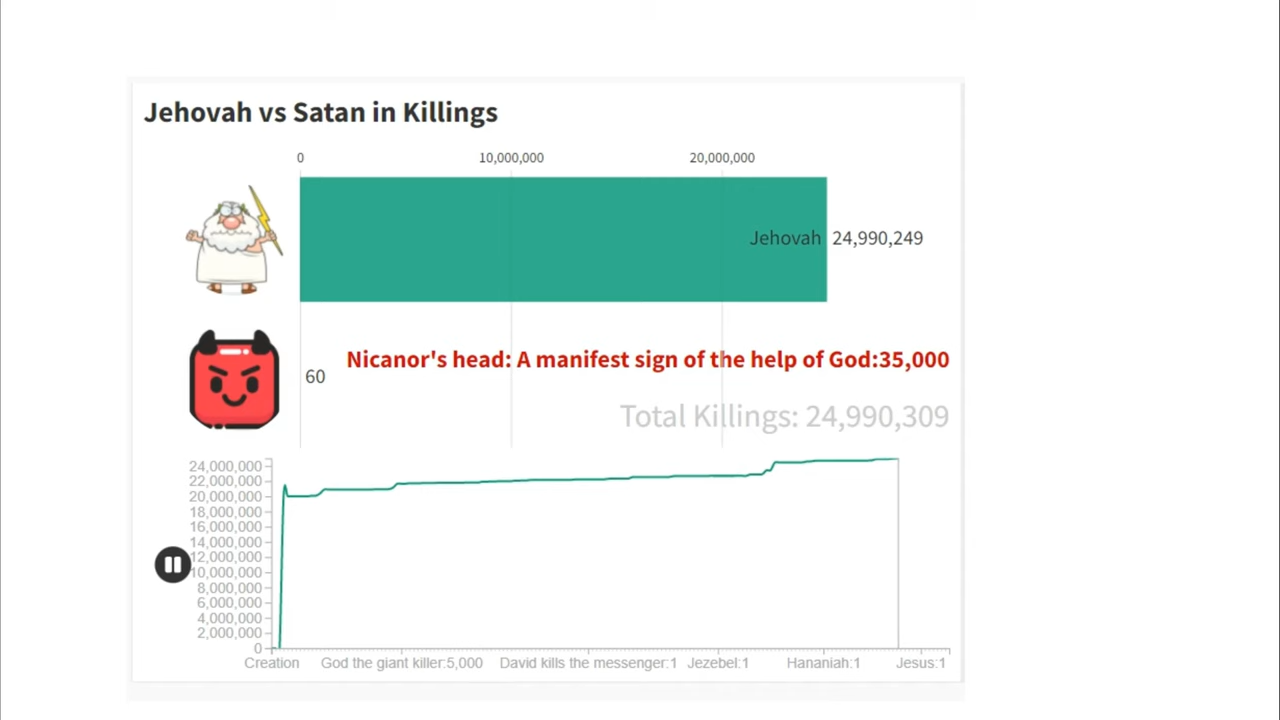 Jehovah vs Satan in Killings
0 10,000,000 20,000,000
Jehovah 24,990,249
Nicanor's head: A manifest sign of the help of God:35,000
60
Total Killings: 24,990,309
24,000,000
22,000,000
20,000,000
18,000,000
16,000,000
14,000,000
12,000,000
10,000,000
8,000,000
6,000,000
4,000,000
2,000,000
0
Creation God the giant killer:5,000 David kills the messenger:1 Jezebel:1 Hananiah:1 Jesus:1